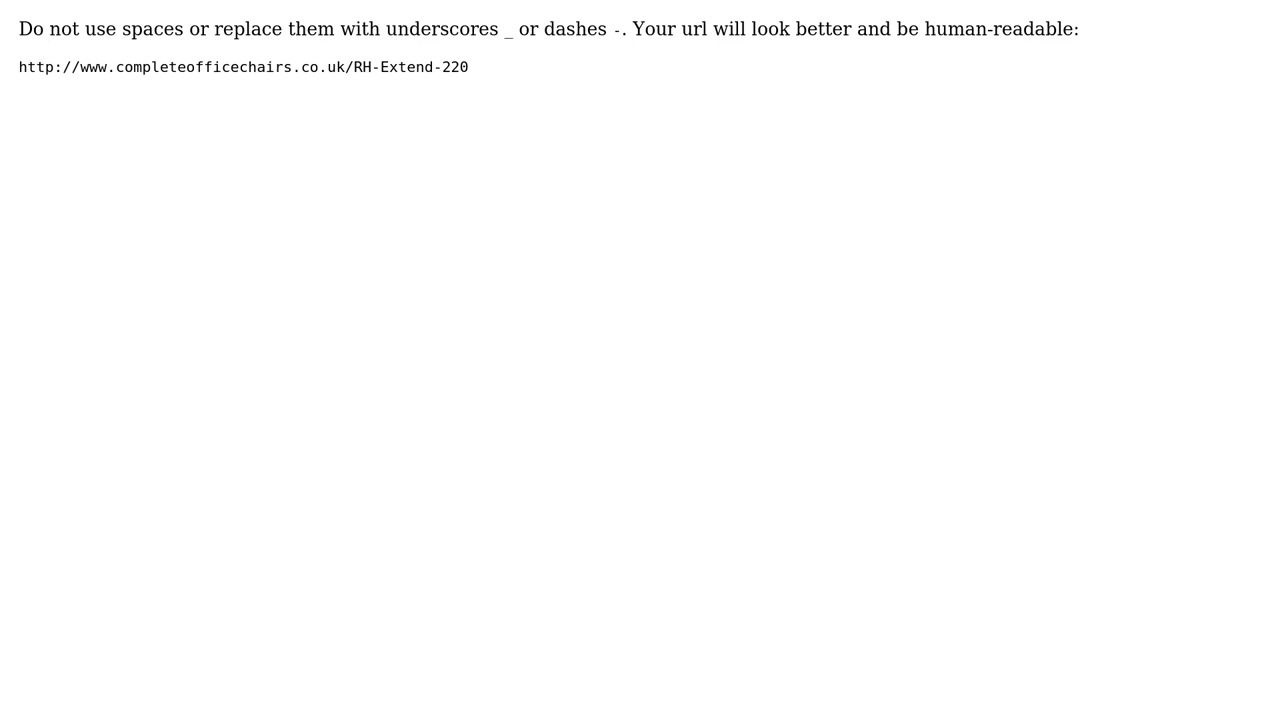 Do not use spaces or replace them with underscores _ or dashes -. Your url will look better and be human-readable:
http://www.completeofficechairs.co.uk/RH-Extend-220